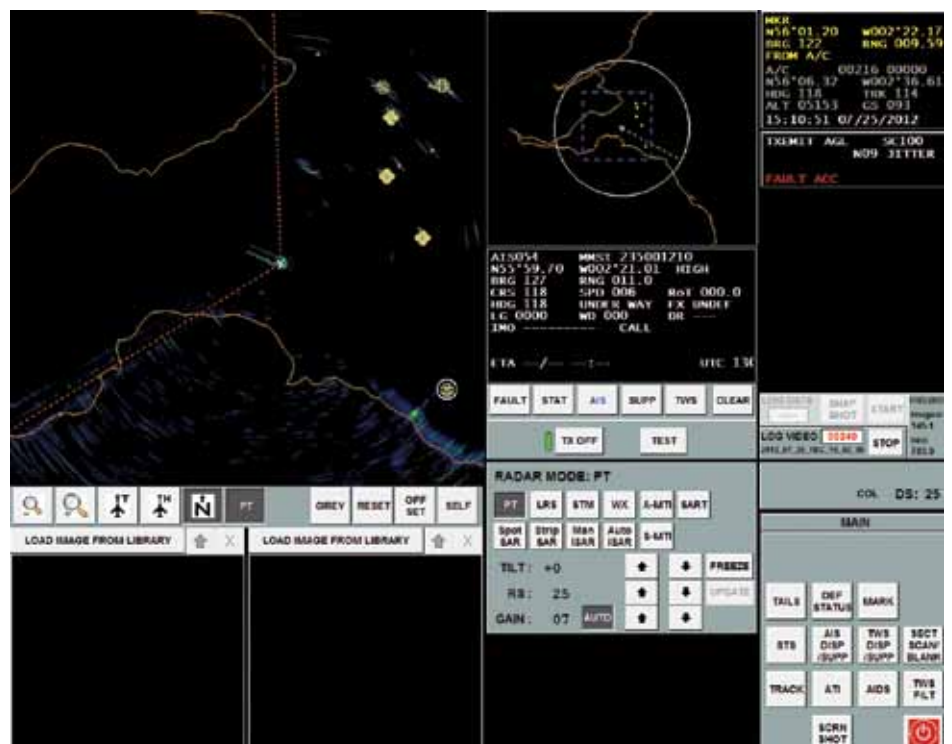 MKR
N56°01.20 W002°22.17
BRG 122 RNG 009.59
FROM A/C
A/C 00216 00000
N56°06.32 W002°36.61
HDG 118 TRK 114
ALT 05153 GS 093
15:10:51 07/25/2012
TXEMIT AGL SC100
N09 JITTER
FAULT ACC
AIS054 MMSI 235001210
N55°59.70 W002°21.01 HIGH
BRG 127 RNG 011.0
CRS 118 SPD 006 RoT 000.0
HDG 118 UNDER WAY FX UNDEF
LG 0000 WD 000 DR ---
IMO --------- CALL
ETA --/-- --:-- UTC 130
FAULT STAT AIS SUPP TWS CLEAR
TX OFF TEST
SNAP SHOT START
LOG VIDEO 00240 STOP
RADAR MODE: PT
PT LRS STM WX A-MTI SART
Spot SAR Strip SAR Man ISAR Auto ISAR S-MTI
TILT: +0 FREEZE
RS: 25 UPDATE
GAIN: 07 AUTO
COL DS: 25
MAIN
TAILS DEF STATUS MARK
STS AIS DISP /SUPP TWS DISP /SUPP SECT SCAN/ BLANK
TRACK ATI AIDS TWS FILT
SCRN SHOT
T TH N PT GREY RESET OFF SET SELF
LOAD IMAGE FROM LIBRARY X LOAD IMAGE FROM LIBRARY X